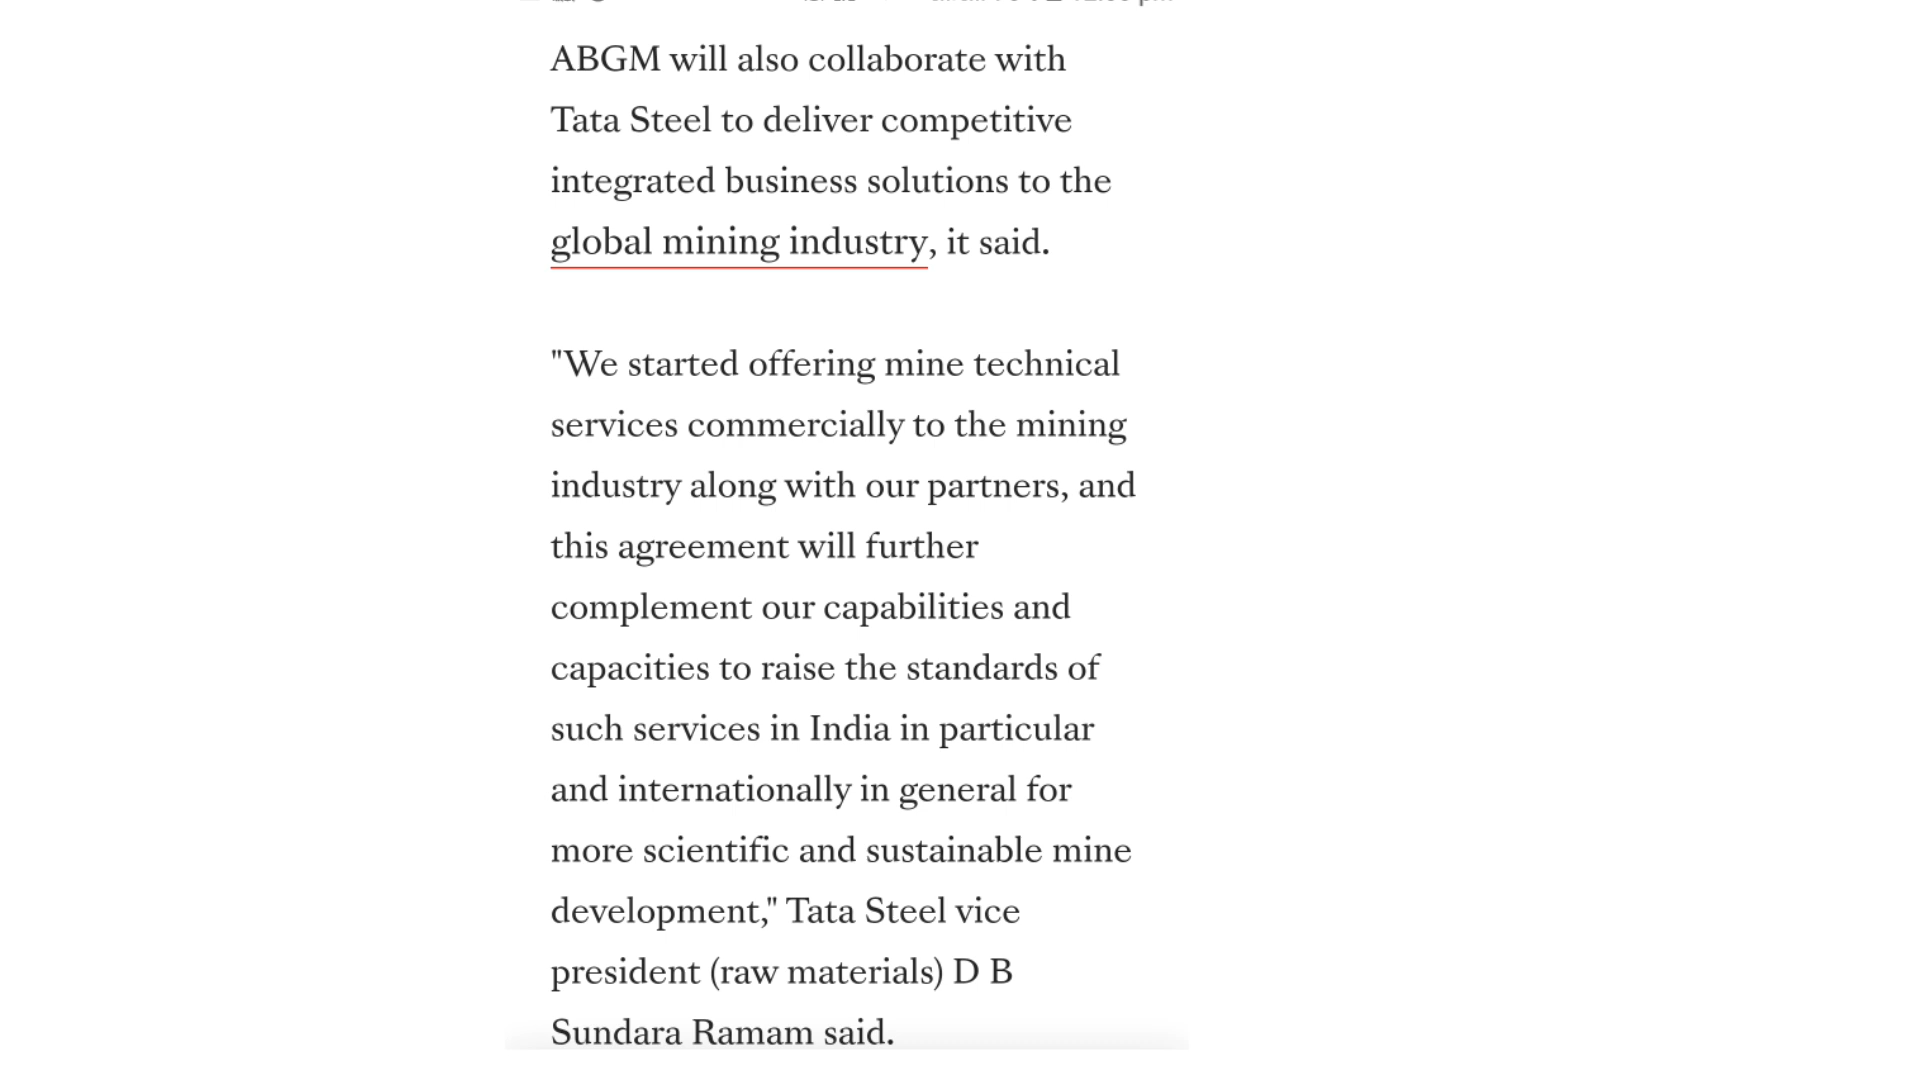 ABGM will also collaborate with
Tata Steel to deliver competitive
integrated business solutions to the
global mining industry, it said.
"We started offering mine technical
services commercially to the mining
industry along with our partners, and
this agreement will further
complement our capabilities and
capacities to raise the standards of
such services in India in particular
and internationally in general for
more scientific and sustainable mine
development," Tata Steel vice
president (raw materials) D B
Sundara Ramam said.